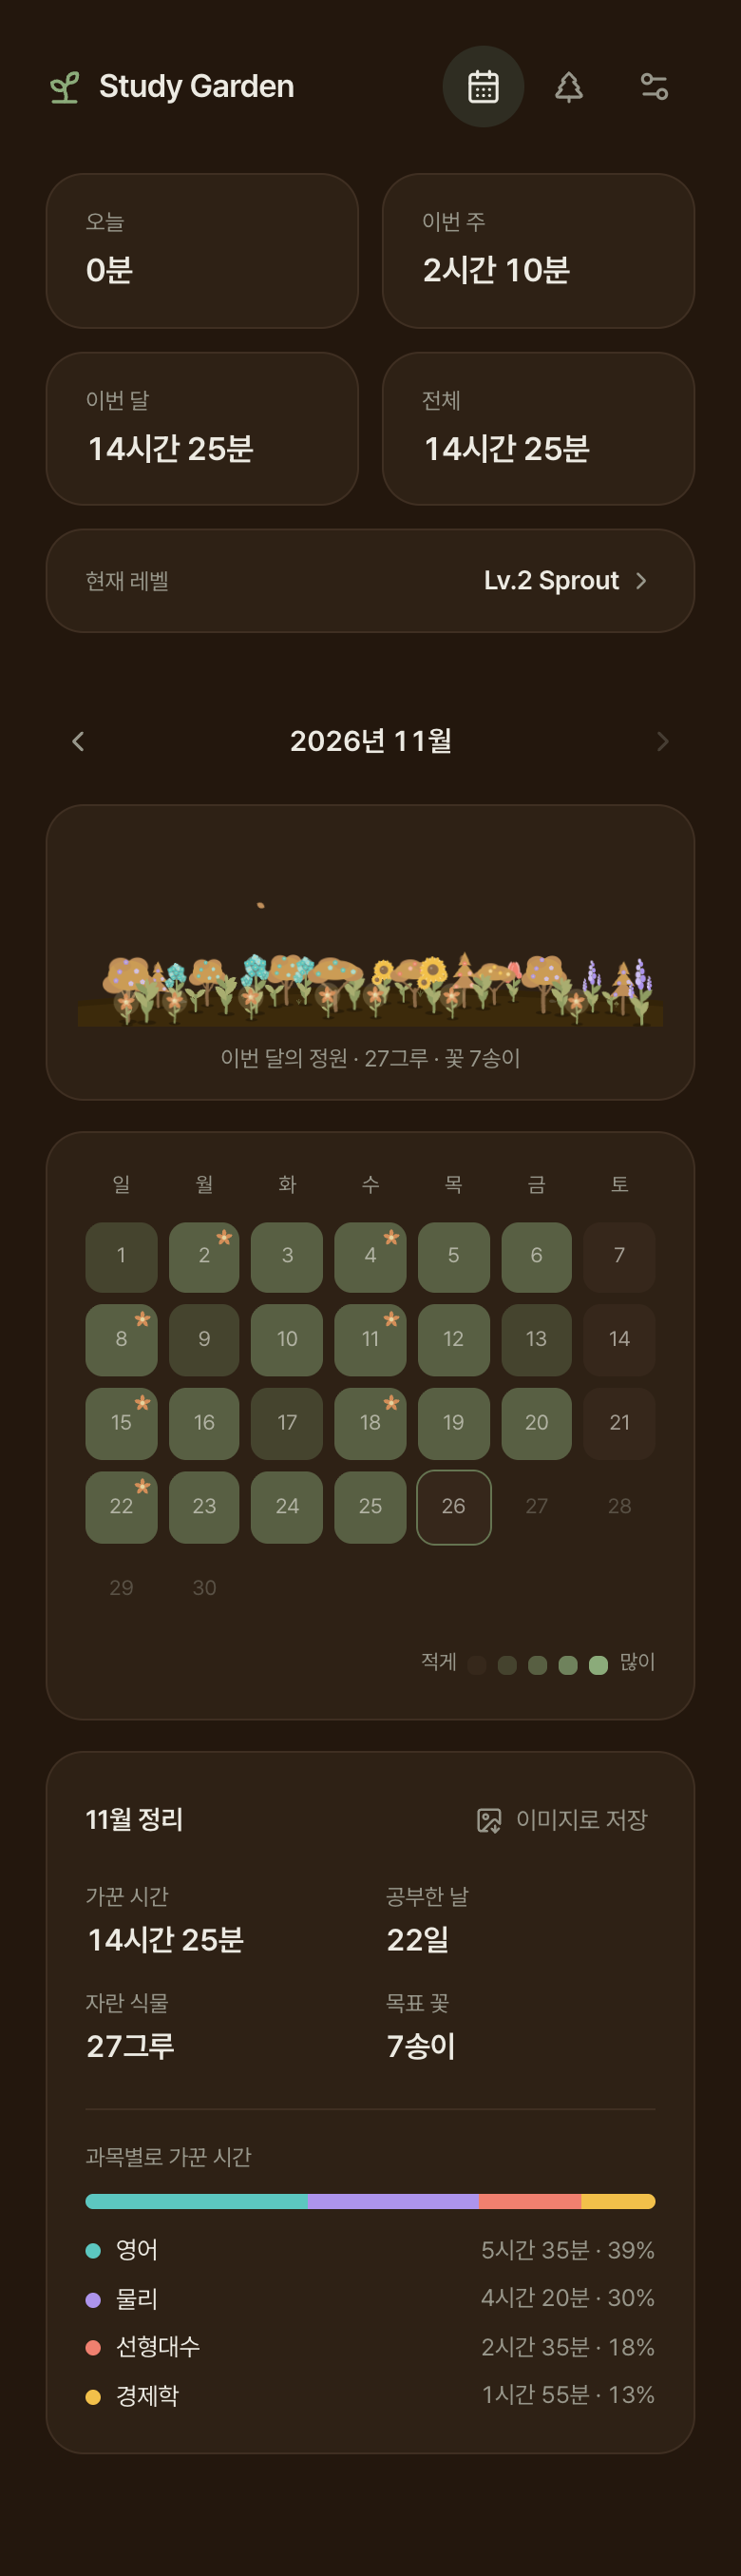 Study Garden
오늘
0분
이번 주
2시간 10분
이번 달
14시간 25분
전체
14시간 25분
현재 레벨
Lv.2 Sprout
2026년 11월
이번 달의 정원 · 27그루 · 꽃 7송이
일 월 화 수 목 금 토
1 2 3 4 5 6 7
8 9 10 11 12 13 14
15 16 17 18 19 20 21
22 23 24 25 26 27 28
29 30
적게 많이
11월 정리
이미지로 저장
가꾼 시간
14시간 25분
공부한 날
22일
자란 식물
27그루
목표 꽃
7송이
과목별로 가꾼 시간
영어 5시간 35분 · 39%
물리 4시간 20분 · 30%
선형대수 2시간 35분 · 18%
경제학 1시간 55분 · 13%